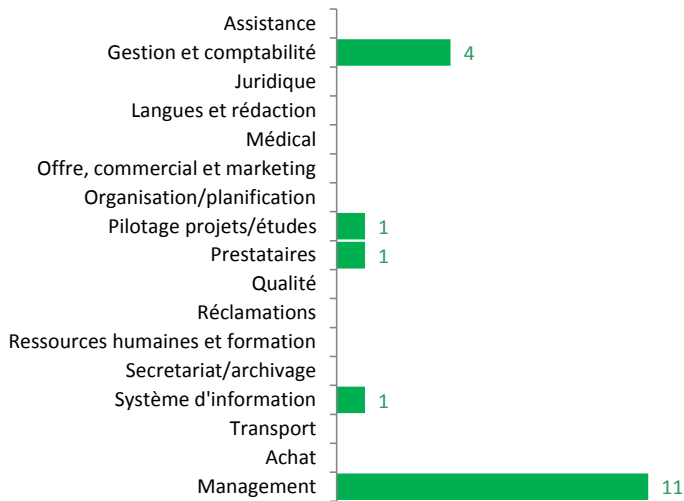 Assistance
Gestion et comptabilité 4
Juridique
Langues et rédaction
Médical
Offre, commercial et marketing
Organisation/planification
Pilotage projets/études 1
Prestataires 1
Qualité
Réclamations
Ressources humaines et formation
Secretariat/archivage
Système d'information 1
Transport
Achat
Management 11